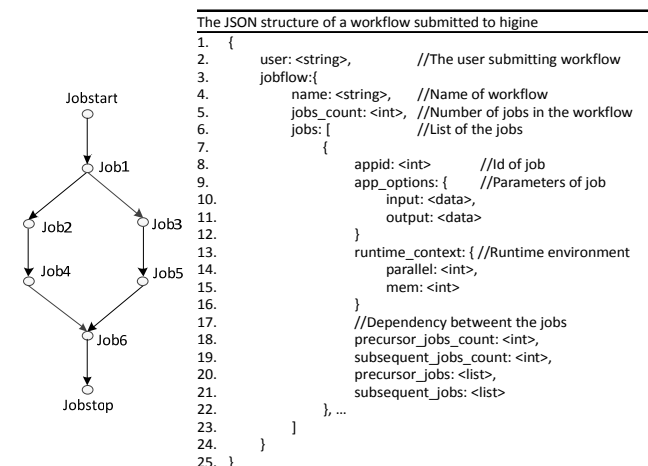 Jobstart
Job1
Job2
Job3
Job4
Job5
Job6
Jobstop
The JSON structure of a workflow submitted to higine
1. {
2. user: <string>, //The user submitting workflow
3. jobflow:{
4. name: <string>, //Name of workflow
5. jobs_count: <int>, //Number of jobs in the workflow
6. jobs: [ //List of the jobs
7. {
8. appid: <int> //Id of job
9. app_options: { //Parameters of job
10. input: <data>,
11. output: <data>
12. }
13. runtime_context: { //Runtime environment
14. parallel: <int>,
15. mem: <int>
16. }
17. //Dependency betweent the jobs
18. precursor_jobs_count: <int>,
19. subsequent_jobs_count: <int>,
20. precursor_jobs: <list>,
21. subsequent_jobs: <list>
22. }, ...
23. ]
24. }
25. }